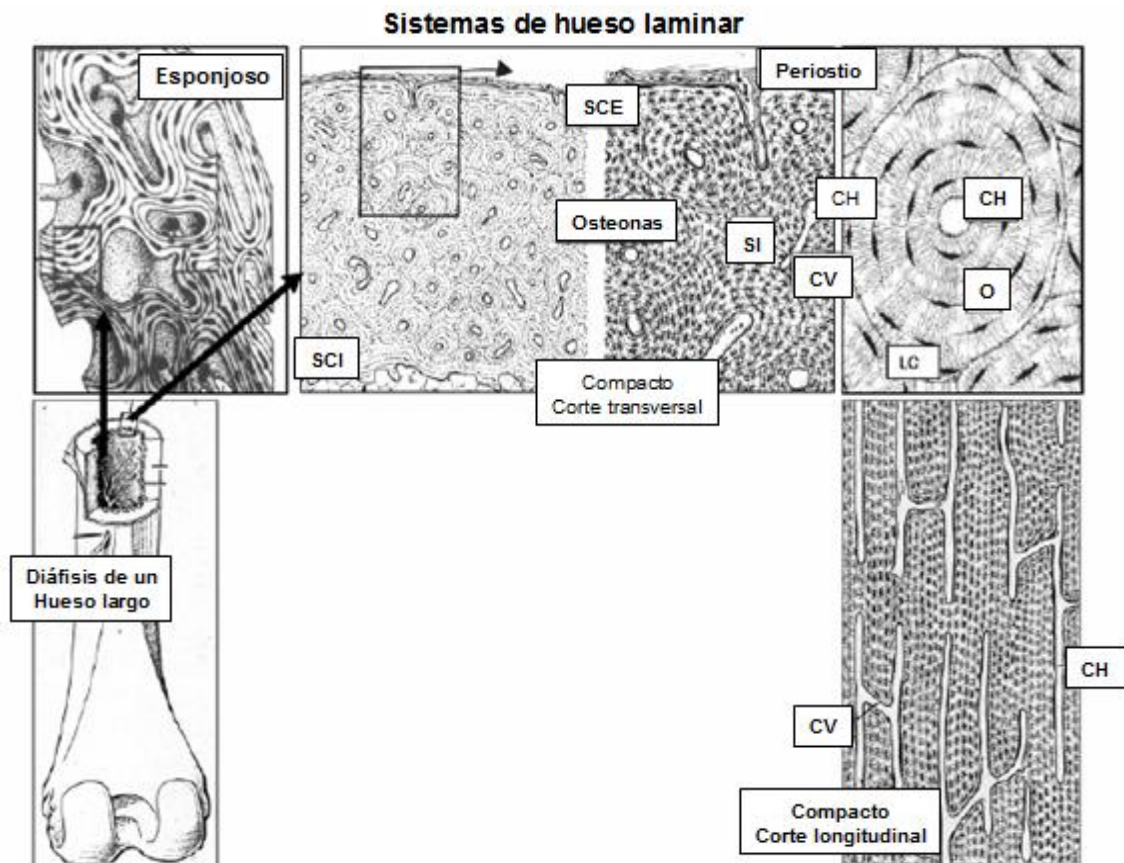 Sistemas de hueso laminar
Esponjoso
Periostio
SCE
CH
CH
Osteonas
SI
CV
O
SCI
LC
Compacto
Corte transversal
Diáfisis de un
Hueso largo
CH
CV
Compacto
Corte longitudinal